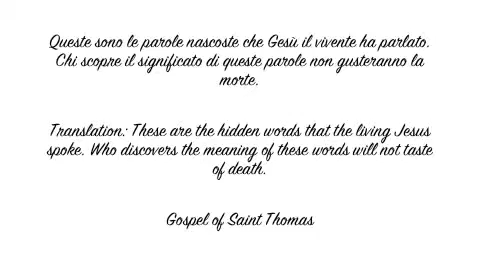 Queste sono le parole nascoste che Gesù il vivente ha parlato.
Chi scopre il significato di queste parole non gusteranno la
morte.
Translation: These are the hidden words that the living Jesus
spoke. Who discovers the meaning of these words will not taste
of death.
Gospel of Saint Thomas